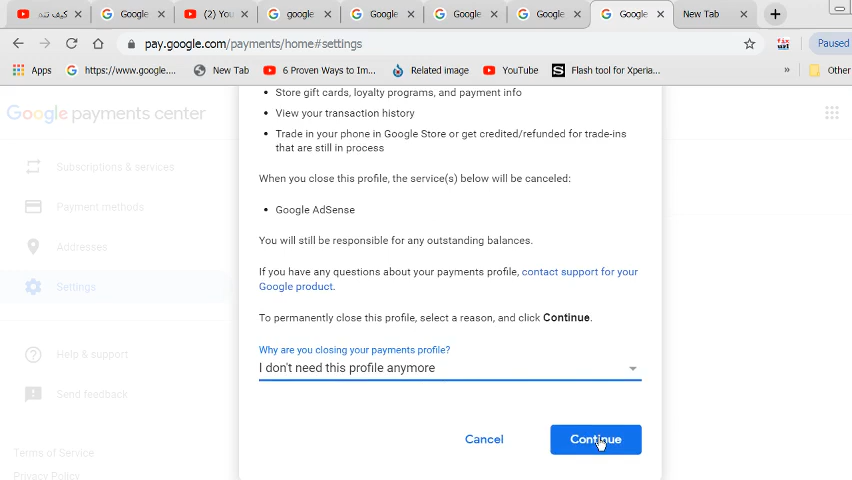 كيف تتم
Google
(2) You
google
Google
Google
Google
Google
New Tab
pay.google.com/payments/home#settings
Paused
Apps
https://www.google....
New Tab
6 Proven Ways to Im...
Related image
YouTube
Flash tool for Xperia...
»
Other
Google payments center
Subscriptions & services
Payment methods
Addresses
Settings
Help & support
Send feedback
Terms of Service
Privacy Policy
• Store gift cards, loyalty programs, and payment info
• View your transaction history
• Trade in your phone in Google Store or get credited/refunded for trade-ins
that are still in process
When you close this profile, the service(s) below will be canceled:
• Google AdSense
You will still be responsible for any outstanding balances.
If you have any questions about your payments profile, contact support for your
Google product.
To permanently close this profile, select a reason, and click Continue.
Why are you closing your payments profile?
I don't need this profile anymore
Cancel
Continue